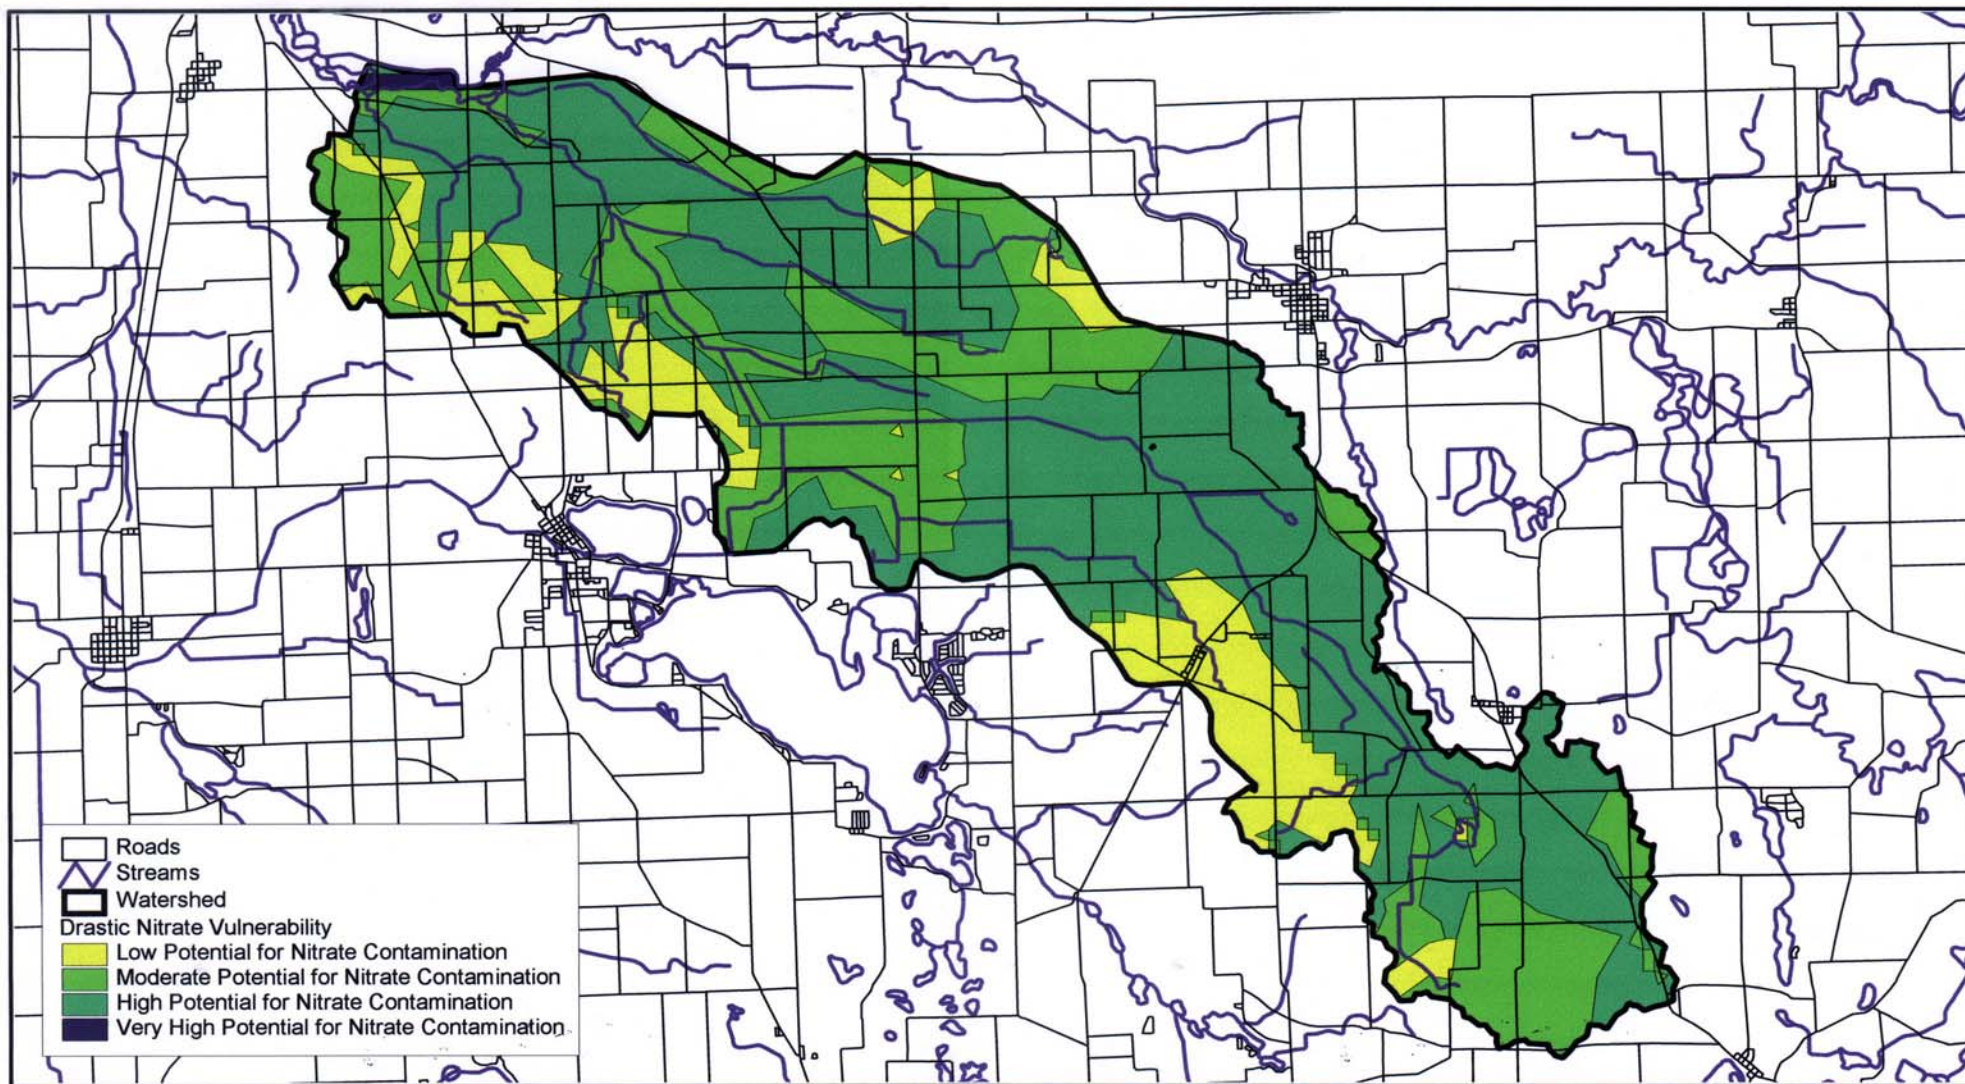 Roads
Streams
Watershed
Drastic Nitrate Vulnerability
Low Potential for Nitrate Contamination
Moderate Potential for Nitrate Contamination
High Potential for Nitrate Contamination
Very High Potential for Nitrate Contamination